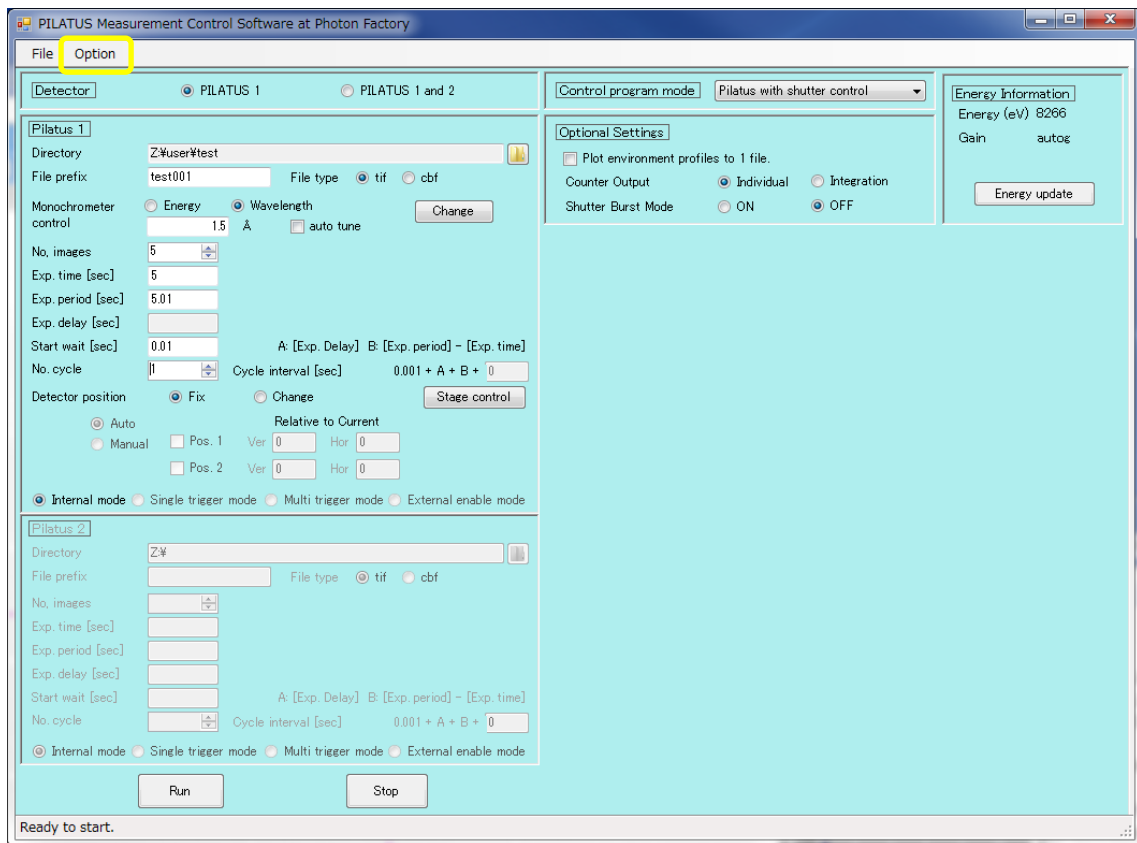 PILATUS Measurement Control Software at Photon Factory
File Option
Detector PILATUS 1 PILATUS 1 and 2
Control program mode Pilatus with shutter control
Energy Information
Energy (eV) 8266
Gain autog
Energy update
Optional Settings
Plot environment profiles to 1 file.
Counter Output Individual Integration
Shutter Burst Mode ON OFF
Pilatus 1
Directory Z:¥user¥test
File prefix test001 File type tif cbf
Monochrometer control Energy Wavelength Change
1.5 Å auto tune
No, images 5
Exp. time [sec] 5
Exp. period [sec] 5.01
Exp. delay [sec]
Start wait [sec] 0.01 A: [Exp. Delay] B: [Exp. period] - [Exp. time]
No. cycle 1 Cycle interval [sec] 0.001 + A + B + 0
Detector position Fix Change Stage control
Auto Relative to Current
Manual Pos. 1 Ver 0 Hor 0
Pos. 2 Ver 0 Hor 0
Internal mode Single trigger mode Multi trigger mode External enable mode
Pilatus 2
Directory Z:¥
File prefix File type tif cbf
No, images
Exp. time [sec]
Exp. period [sec]
Exp. delay [sec]
Start wait [sec] A: [Exp. Delay] B: [Exp. period] - [Exp. time]
No. cycle Cycle interval [sec] 0.001 + A + B + 0
Internal mode Single trigger mode Multi trigger mode External enable mode
Run Stop
Ready to start.